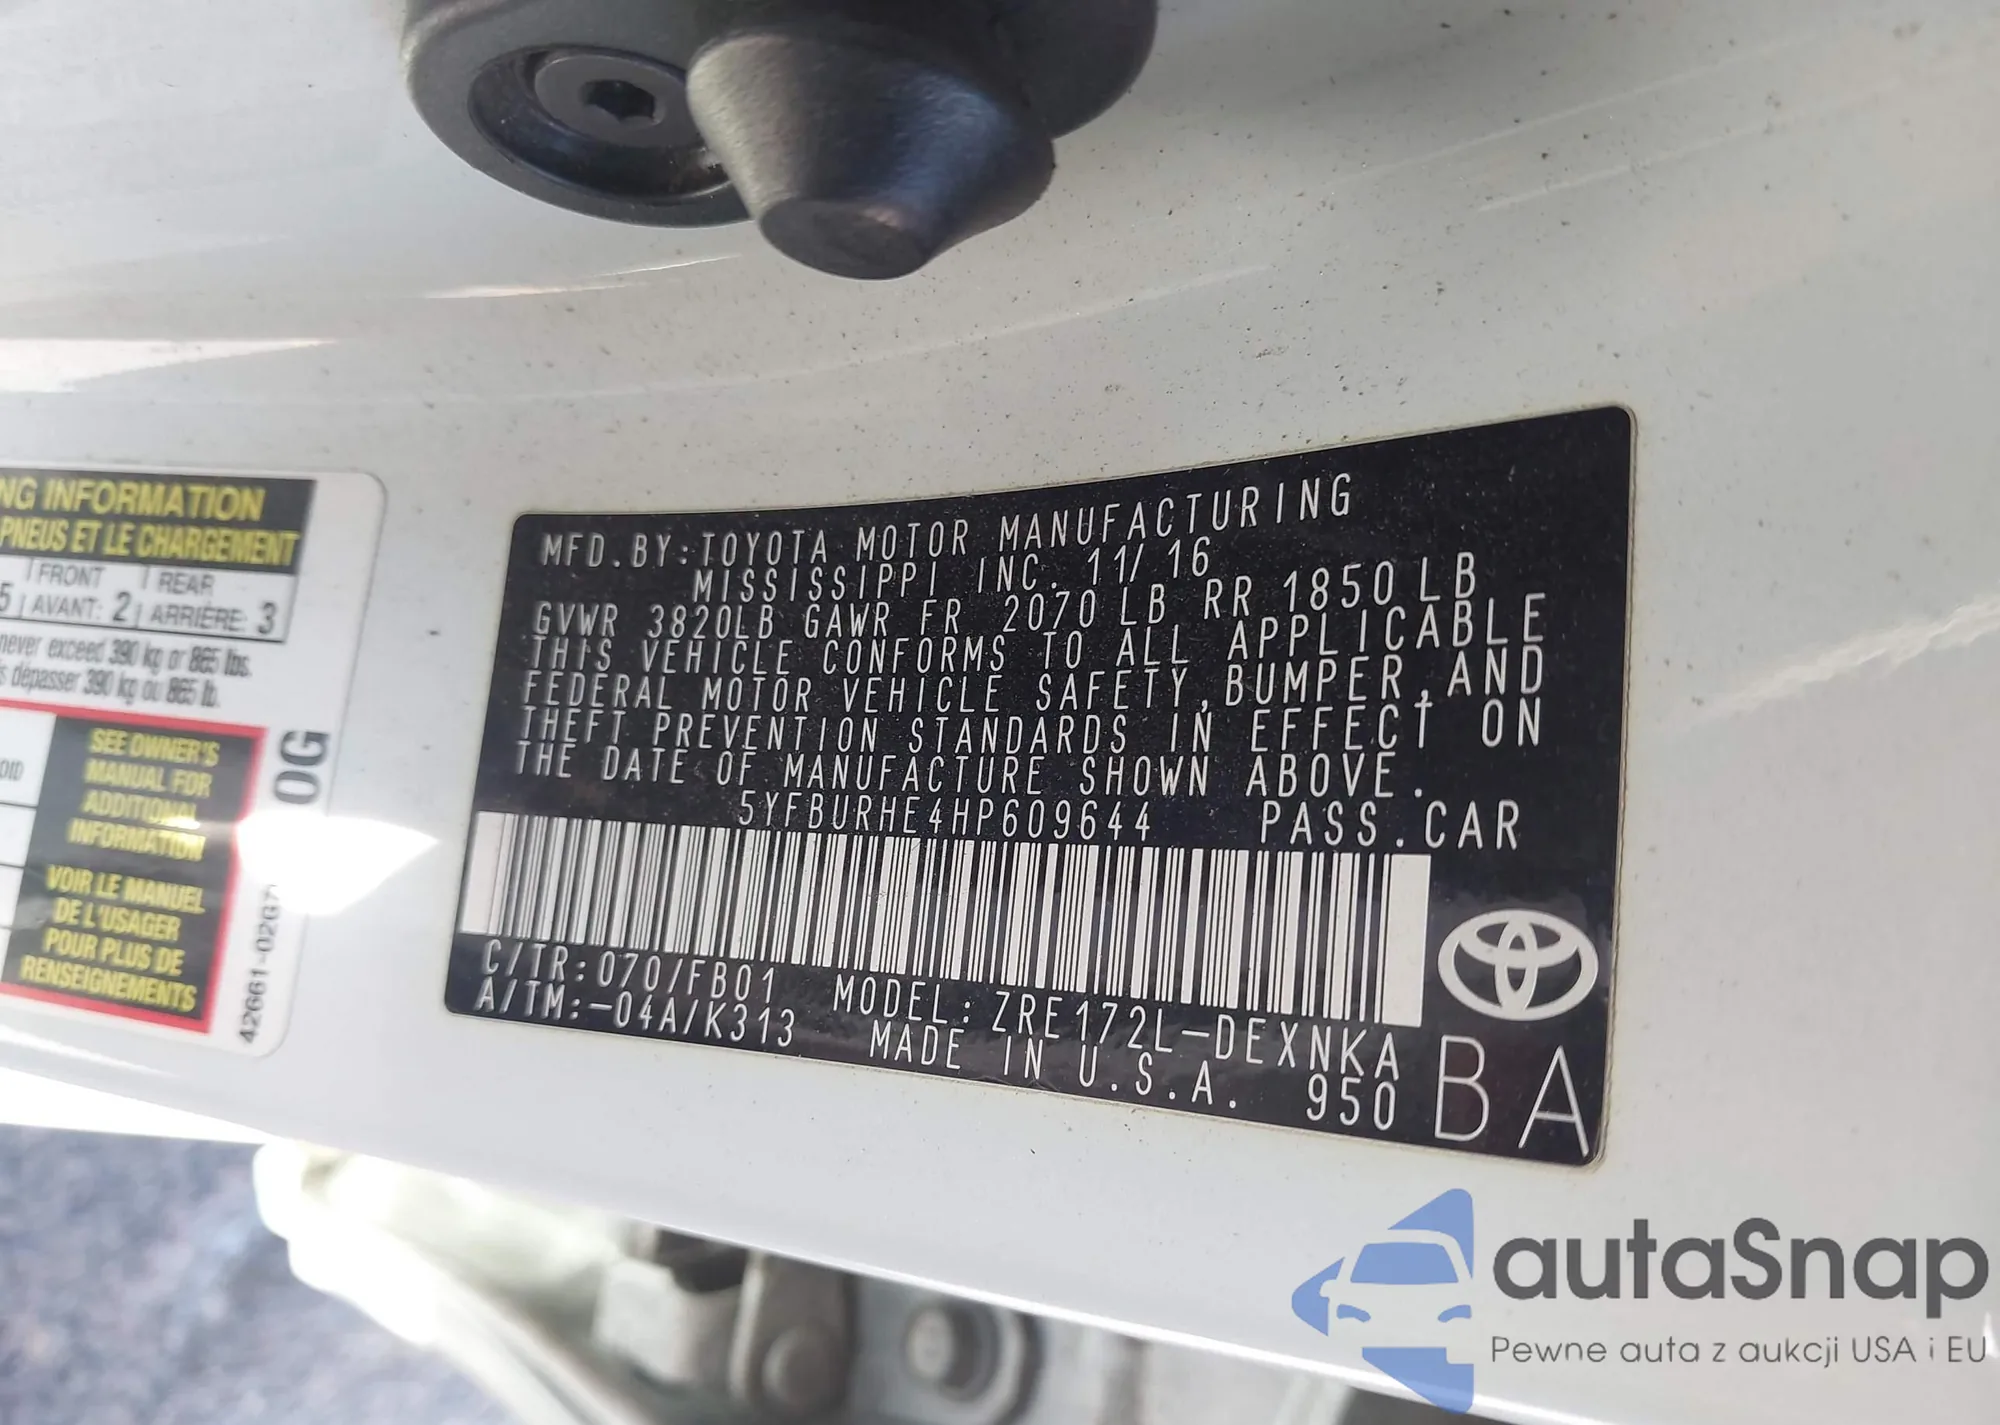 NG INFORMATION
PNEUS ET LE CHARGEMENT
5 FRONT AVANT: 2 REAR ARRIÈRE: 3
never exceed 390 kg or 865 lbs.
dépasser 390 kg ou 865 lb.
SEE OWNER'S
MANUAL FOR
ADDITIONAL
INFORMATION
VOIR LE MANUEL
DE L'USAGER
POUR PLUS DE
RENSEIGNEMENTS
0G
42661-02G7
MFD.BY:TOYOTA MOTOR MANUFACTURING
MISSISSIPPI INC. 11/16
GVWR 3820LB GAWR FR 2070LB RR 1850LB
THIS VEHICLE CONFORMS TO ALL APPLICABLE
FEDERAL MOTOR VEHICLE SAFETY,BUMPER,AND
THEFT PREVENTION STANDARDS IN EFFECT ON
THE DATE OF MANUFACTURE SHOWN ABOVE.
5YFBURHE4HP609644 PASS.CAR
C/TR:070/FB01 MODEL:ZRE172L-DEXNKA
A/TM:-04A/K313 MADE IN U.S.A. 950
BA
autaSnap
Pewne auta z aukcji USA i EU